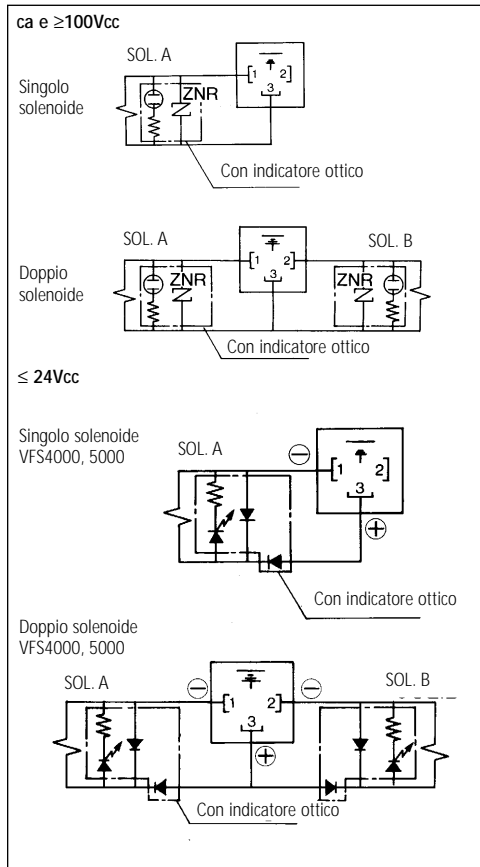 ca e ≥100Vcc
SOL. A
Singolo
solenoide
ZNR
1 2
3
Con indicatore ottico
SOL. A
SOL. B
Doppio
solenoide
ZNR
1 2
3
ZNR
Con indicatore ottico
≤ 24Vcc
Singolo solenoide
VFS4000, 5000
SOL. A
⊖
1 2
3
⊕
Con indicatore ottico
Doppio solenoide
VFS4000, 5000
SOL. A
SOL. B
⊖
⊖
1 2
3
⊕
Con indicatore ottico